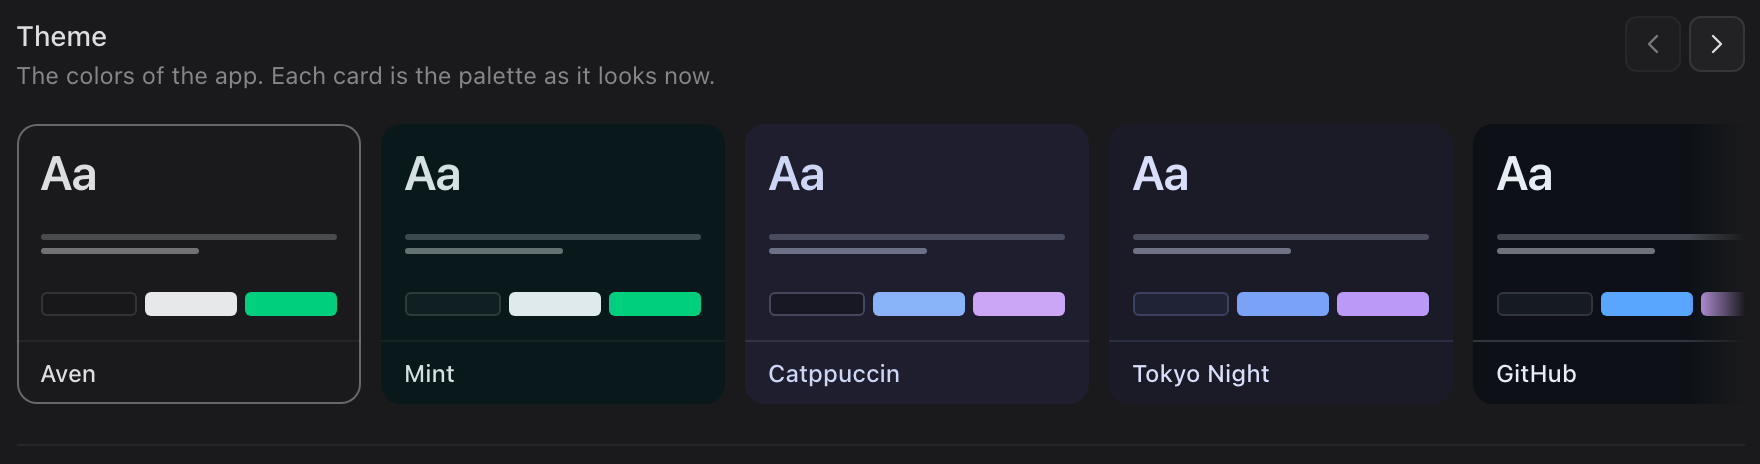 Theme
The colors of the app. Each card is the palette as it looks now.
Aa
Aa
Aa
Aa
Aa
Aven
Mint
Catppuccin
Tokyo Night
GitHub